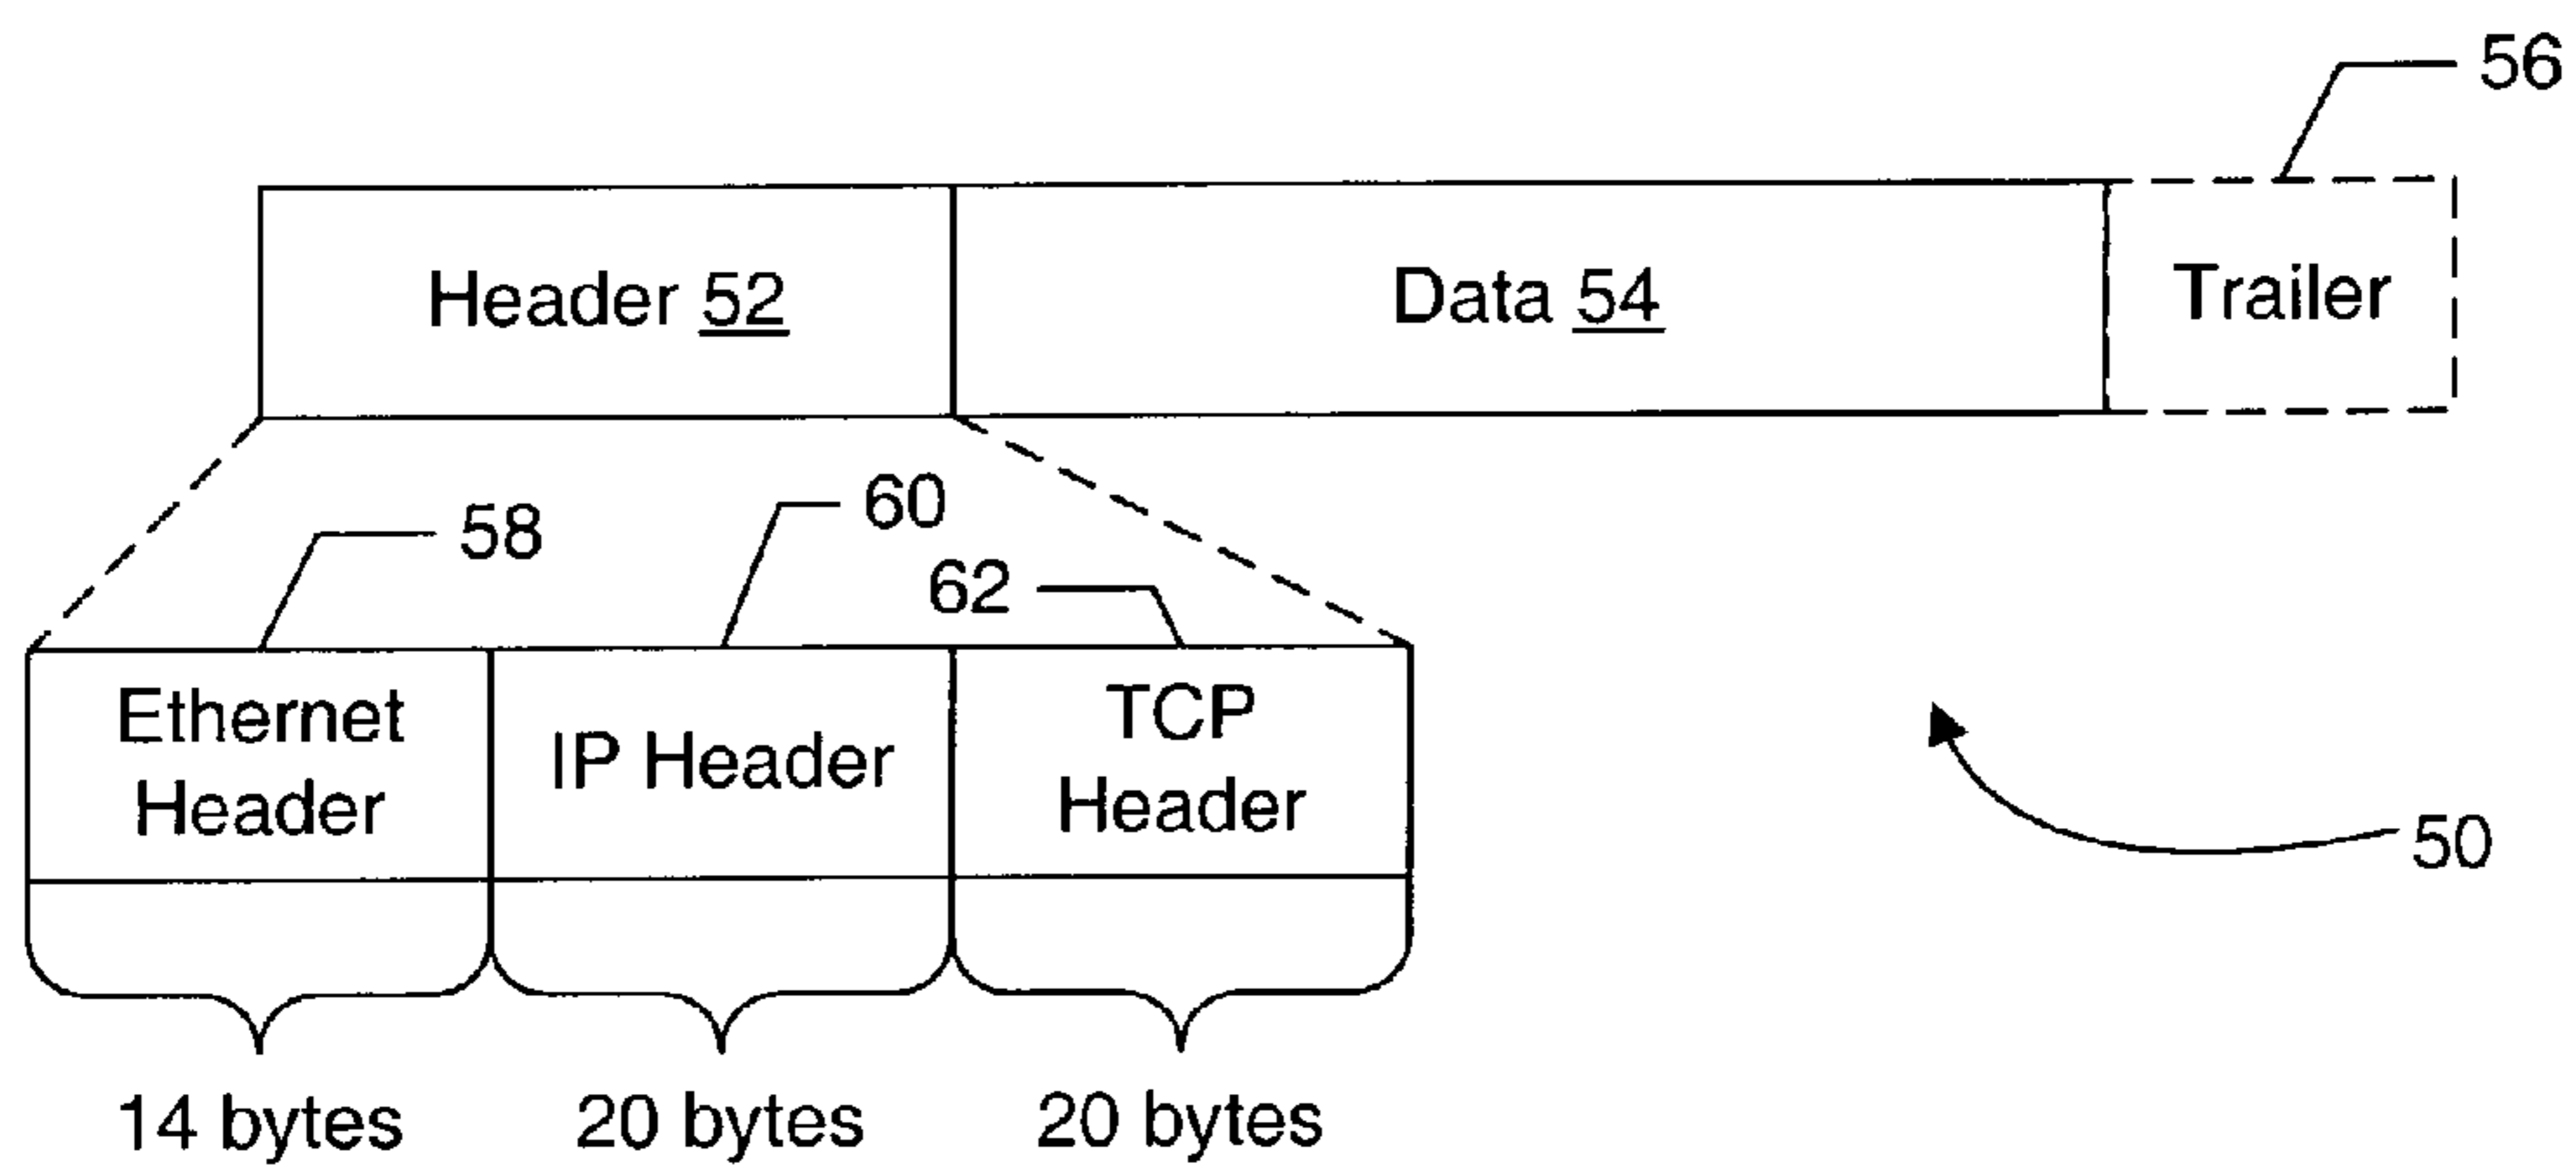 56
Header 52
Data 54
Trailer
58
60
62
Ethernet
Header
IP Header
TCP
Header
50
14 bytes
20 bytes
20 bytes